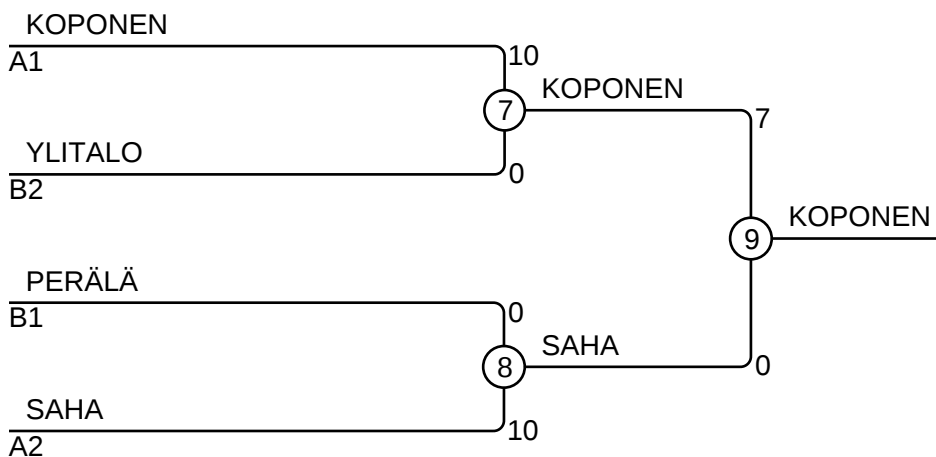 KOPONEN
A1
10
7
KOPONEN
7
YLITALO
B2
0
9
KOPONEN
PERÄLÄ
B1
0
8
SAHA
0
SAHA
A2
10